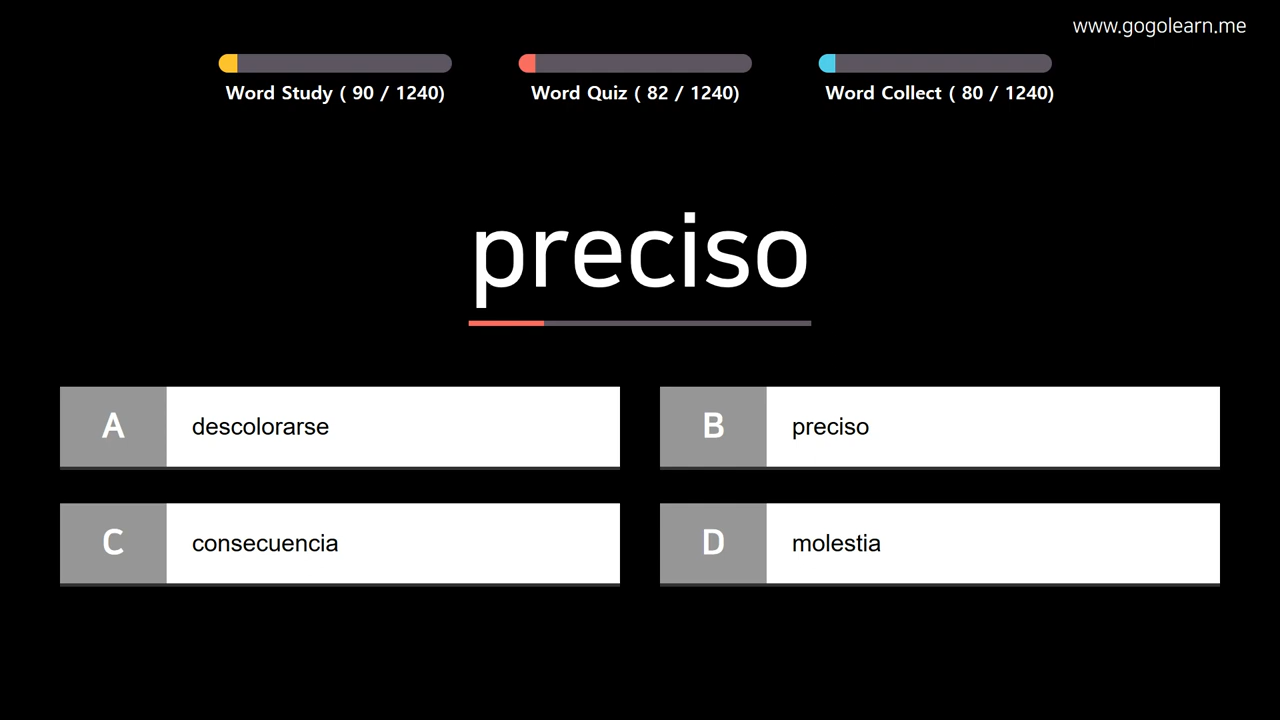 www.gogolearn.me
Word Study ( 90 / 1240)
Word Quiz ( 82 / 1240)
Word Collect ( 80 / 1240)
preciso
A descolorarse
B preciso
C consecuencia
D molestia